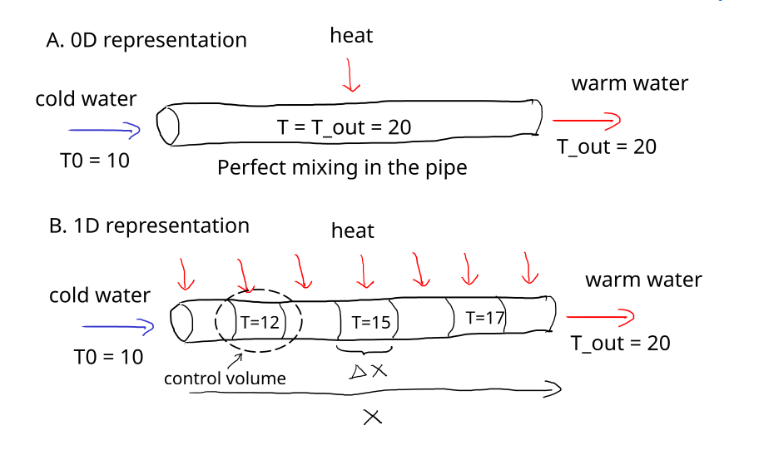 A. 0D representation
heat
cold water
warm water
T = T_out = 20
T0 = 10
T_out = 20
Perfect mixing in the pipe
B. 1D representation
heat
cold water
warm water
T=12
T=15
T=17
T0 = 10
T_out = 20
control volume
Δx
x